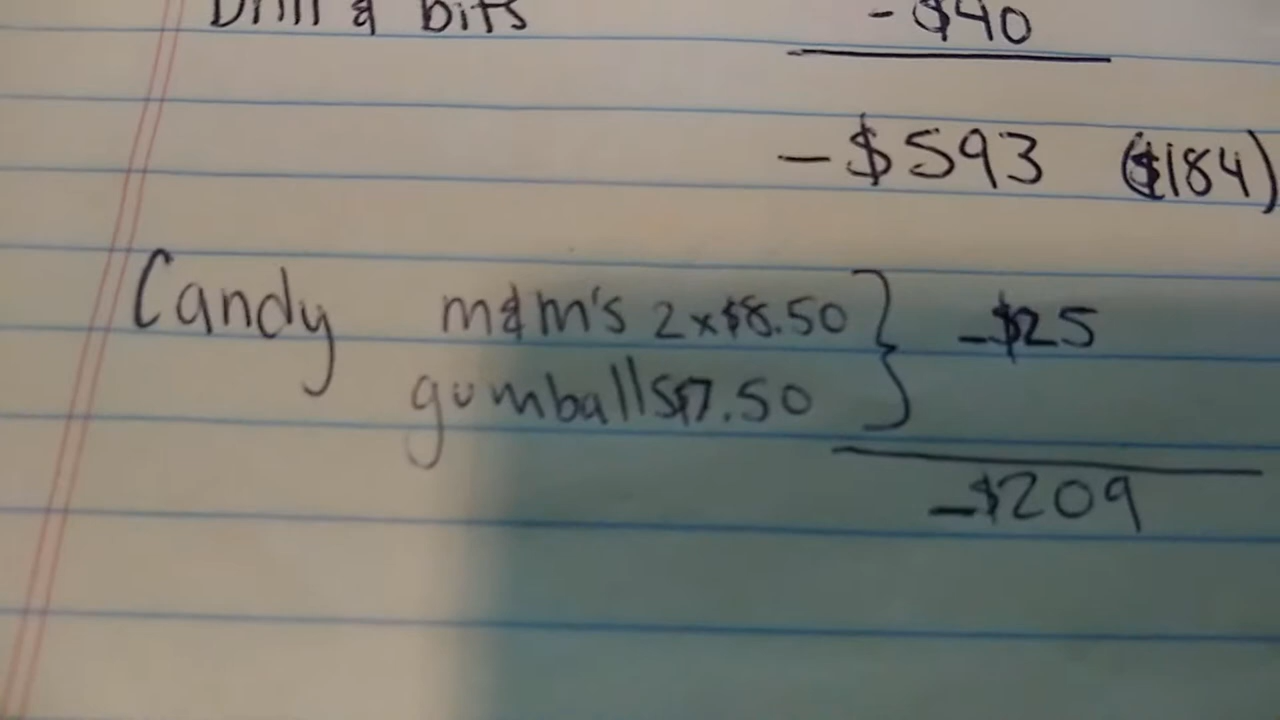 Drill & bits -$40
-$593 ($184)
Candy m&m's 2x$8.50 } -$25
gumballs $7.50
-$209